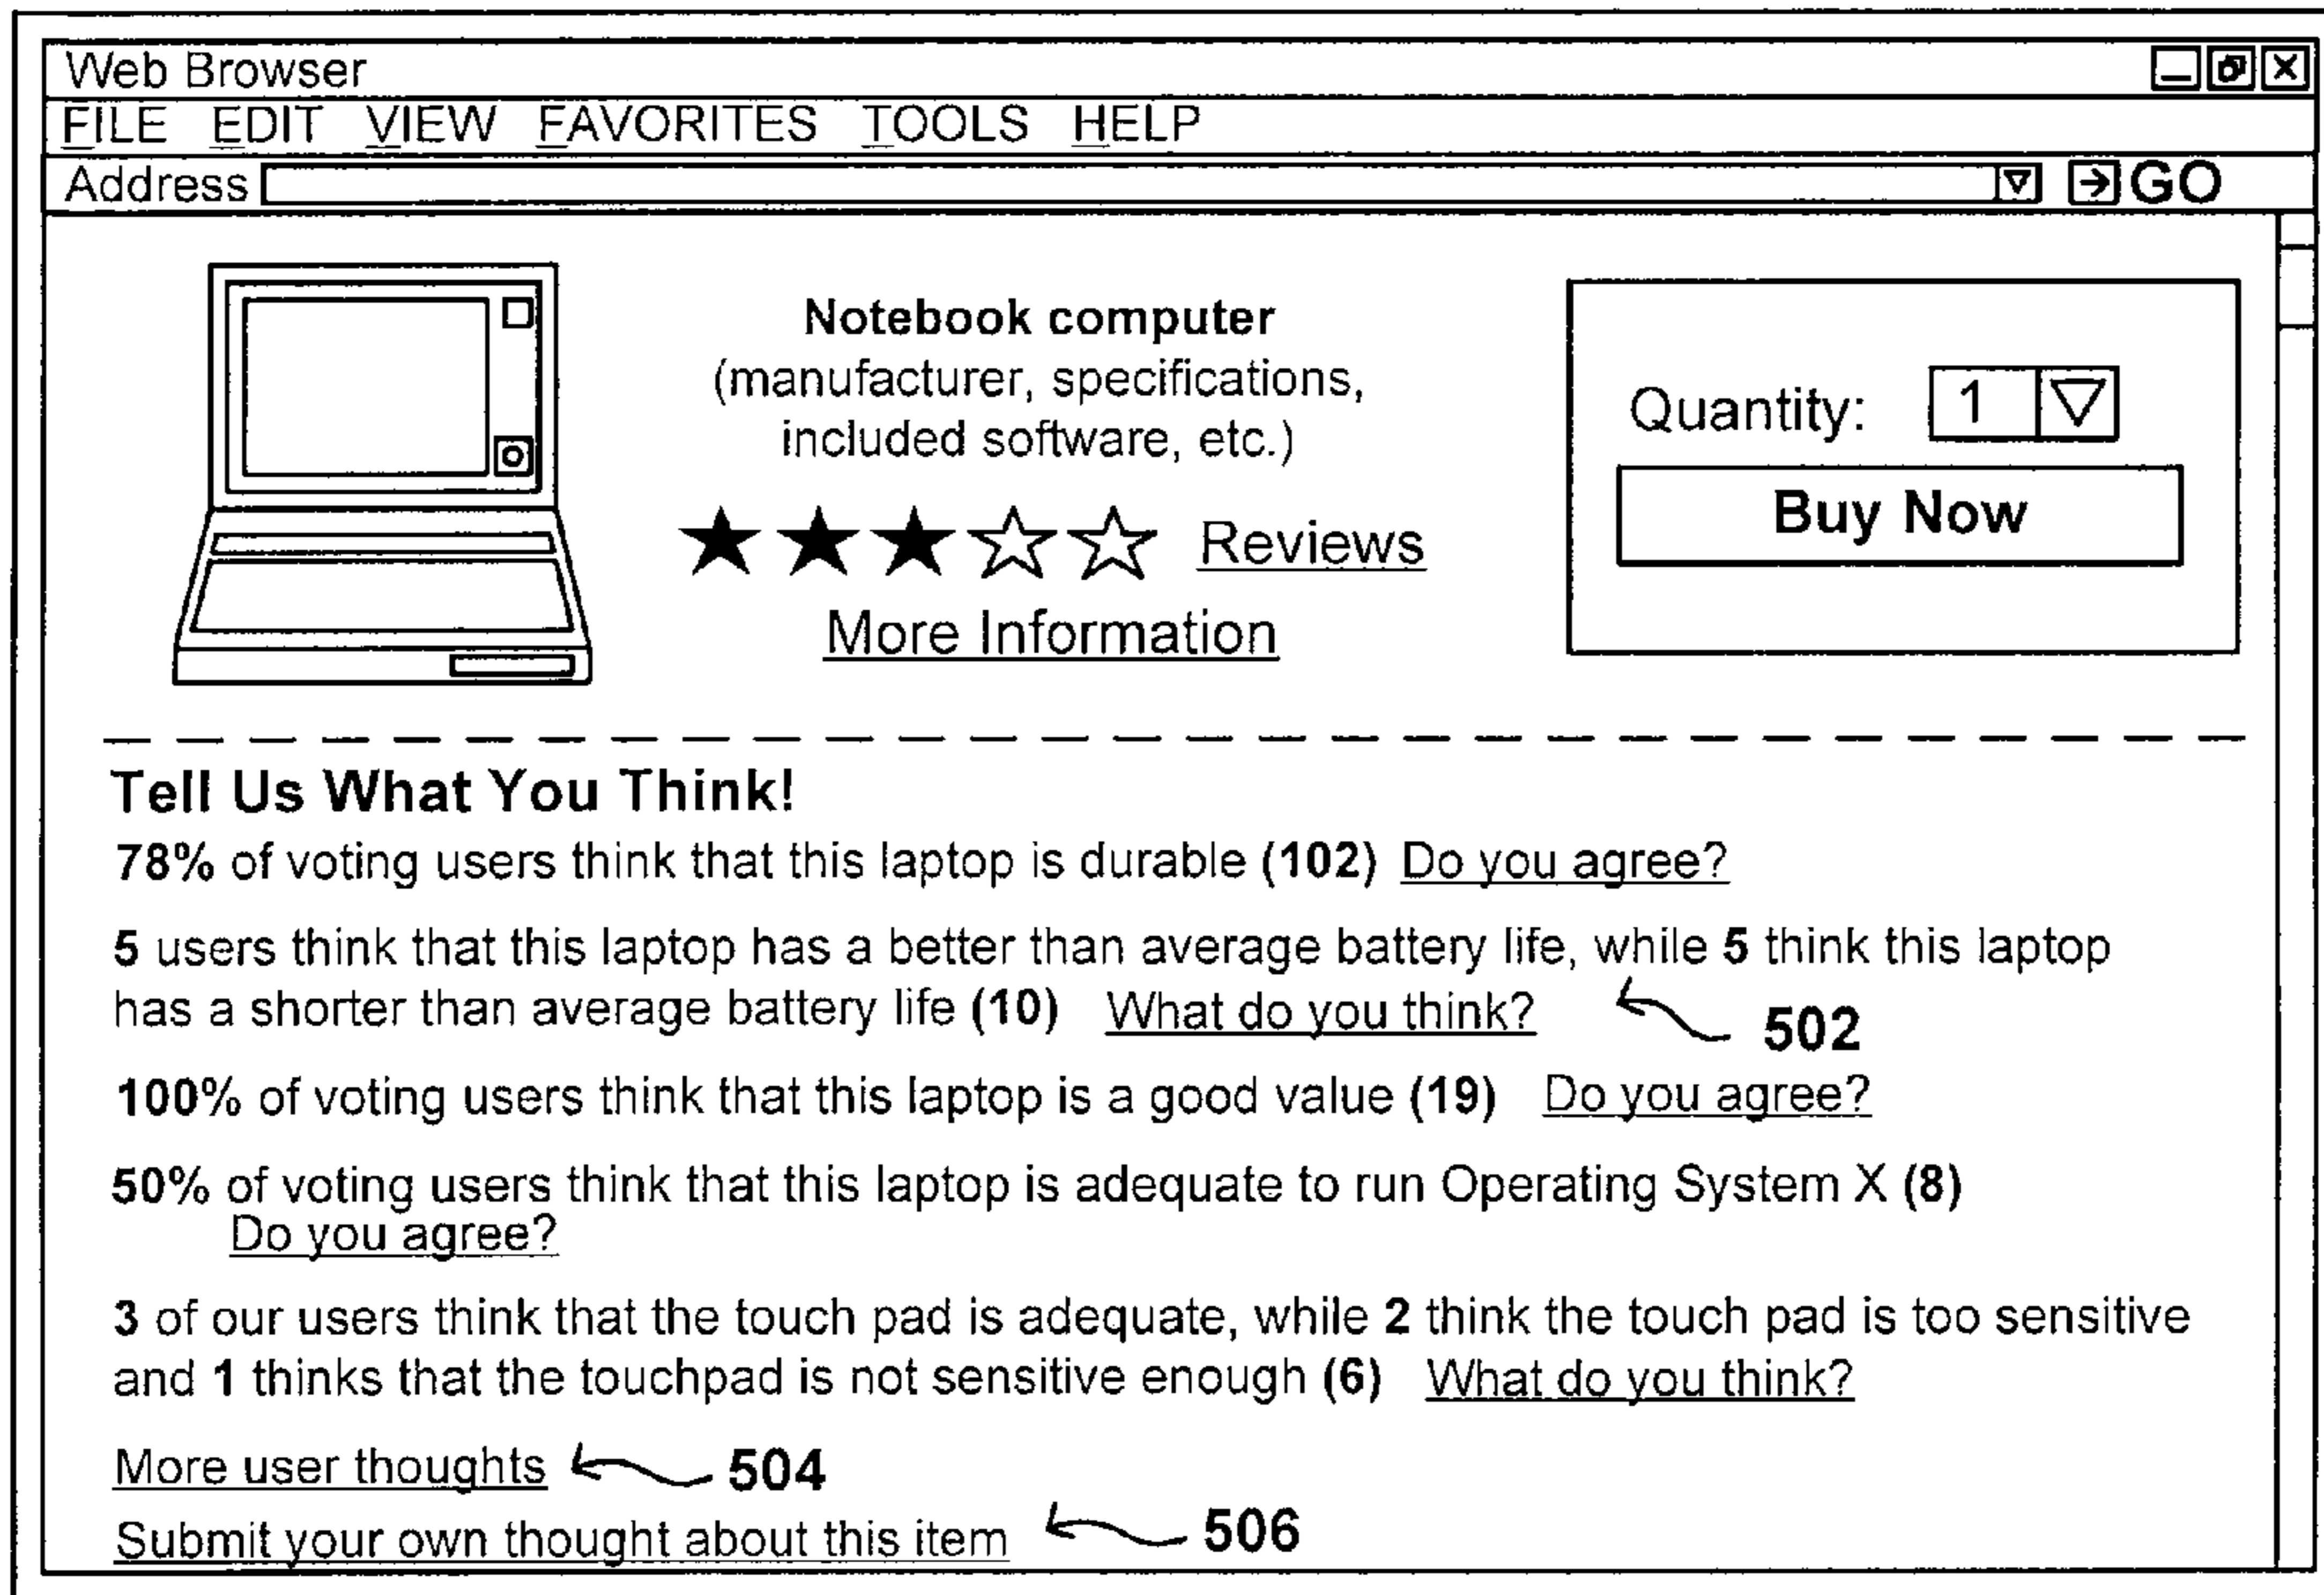 Web Browser
FILE EDIT VIEW FAVORITES TOOLS HELP
Address GO
Notebook computer
(manufacturer, specifications,
included software, etc.)
Quantity: 1
Buy Now
Reviews
More Information
Tell Us What You Think!
78% of voting users think that this laptop is durable (102) Do you agree?
5 users think that this laptop has a better than average battery life, while 5 think this laptop
has a shorter than average battery life (10) What do you think?
502
100% of voting users think that this laptop is a good value (19) Do you agree?
50% of voting users think that this laptop is adequate to run Operating System X (8)
Do you agree?
3 of our users think that the touch pad is adequate, while 2 think the touch pad is too sensitive
and 1 thinks that the touchpad is not sensitive enough (6) What do you think?
More user thoughts 504
Submit your own thought about this item 506